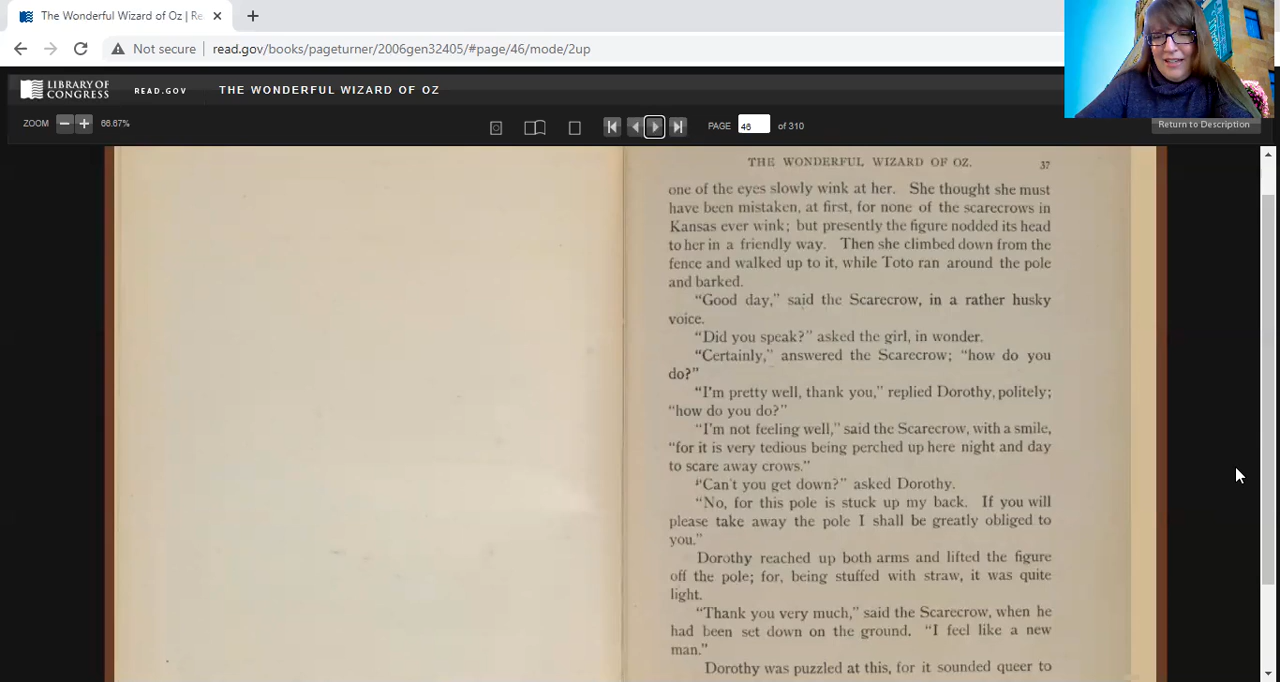 The Wonderful Wizard of Oz | Re
Not secure
read.gov/books/pageturner/2006gen32405/#page/46/mode/2up
LIBRARY OF
CONGRESS
READ.GOV
THE WONDERFUL WIZARD OF OZ
ZOOM
66.67%
PAGE 46 of 310
Return to Description
THE WONDERFUL WIZARD OF OZ. 37
one of the eyes slowly wink at her. She thought she must
have been mistaken, at first, for none of the scarecrows in
Kansas ever wink; but presently the figure nodded its head
to her in a friendly way. Then she climbed down from the
fence and walked up to it, while Toto ran around the pole
and barked.
"Good day," said the Scarecrow, in a rather husky
voice.
"Did you speak?" asked the girl, in wonder.
"Certainly," answered the Scarecrow; "how do you
do?"
"I'm pretty well, thank you," replied Dorothy, politely;
"how do you do?"
"I'm not feeling well," said the Scarecrow, with a smile,
"for it is very tedious being perched up here night and day
to scare away crows."
"Can't you get down?" asked Dorothy.
"No, for this pole is stuck up my back. If you will
please take away the pole I shall be greatly obliged to
you."
Dorothy reached up both arms and lifted the figure
off the pole; for, being stuffed with straw, it was quite
light.
"Thank you very much," said the Scarecrow, when he
had been set down on the ground. "I feel like a new
man."
Dorothy was puzzled at this, for it sounded queer to